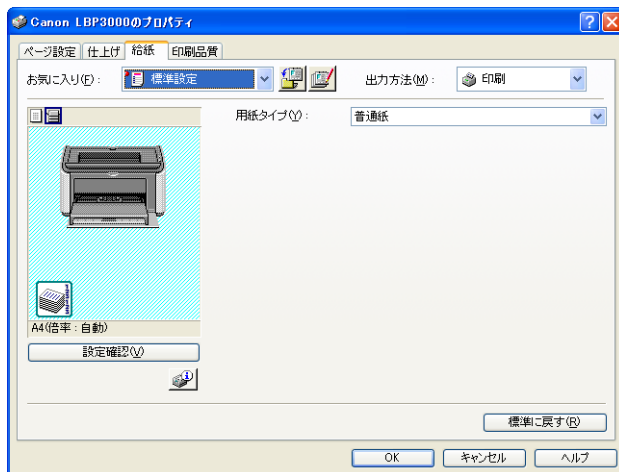 Canon LBP3000のプロパティ
ページ設定 仕上げ 給紙 印刷品質
お気に入り(F): 標準設定 出力方法(M): 印刷
用紙タイプ(Y): 普通紙
A4(倍率:自動)
設定確認(V)
標準に戻す(R)
OK キャンセル ヘルプ